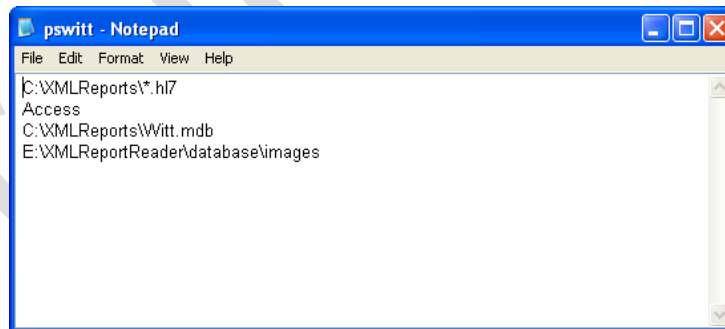 pswitt - Notepad
File Edit Format View Help
C:\XMLReports\*.hl7
Access
C:\XMLReports\Witt.mdb
E:\XMLReportReader\database\images